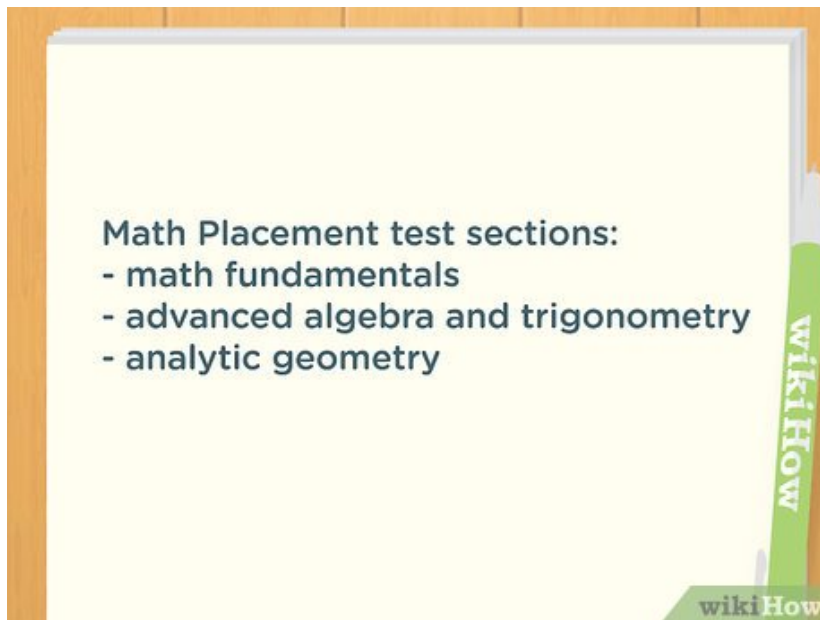 Math Placement test sections:
- math fundamentals
- advanced algebra and trigonometry
- analytic geometry
wikiHow
wikiHow